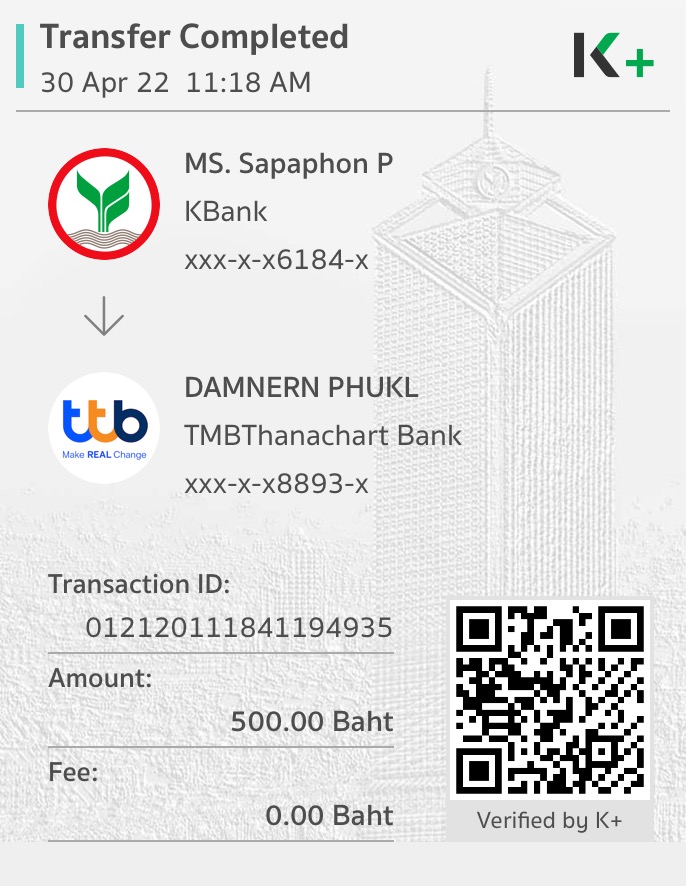 Transfer Completed
30 Apr 22 11:18 AM
K+
MS. Sapaphon P
KBank
xxx-x-x6184-x
ttb
Make REAL Change
DAMNERN PHUKL
TMBThanachart Bank
xxx-x-x8893-x
Transaction ID:
012120111841194935
Amount:
500.00 Baht
Fee:
0.00 Baht
Verified by K+